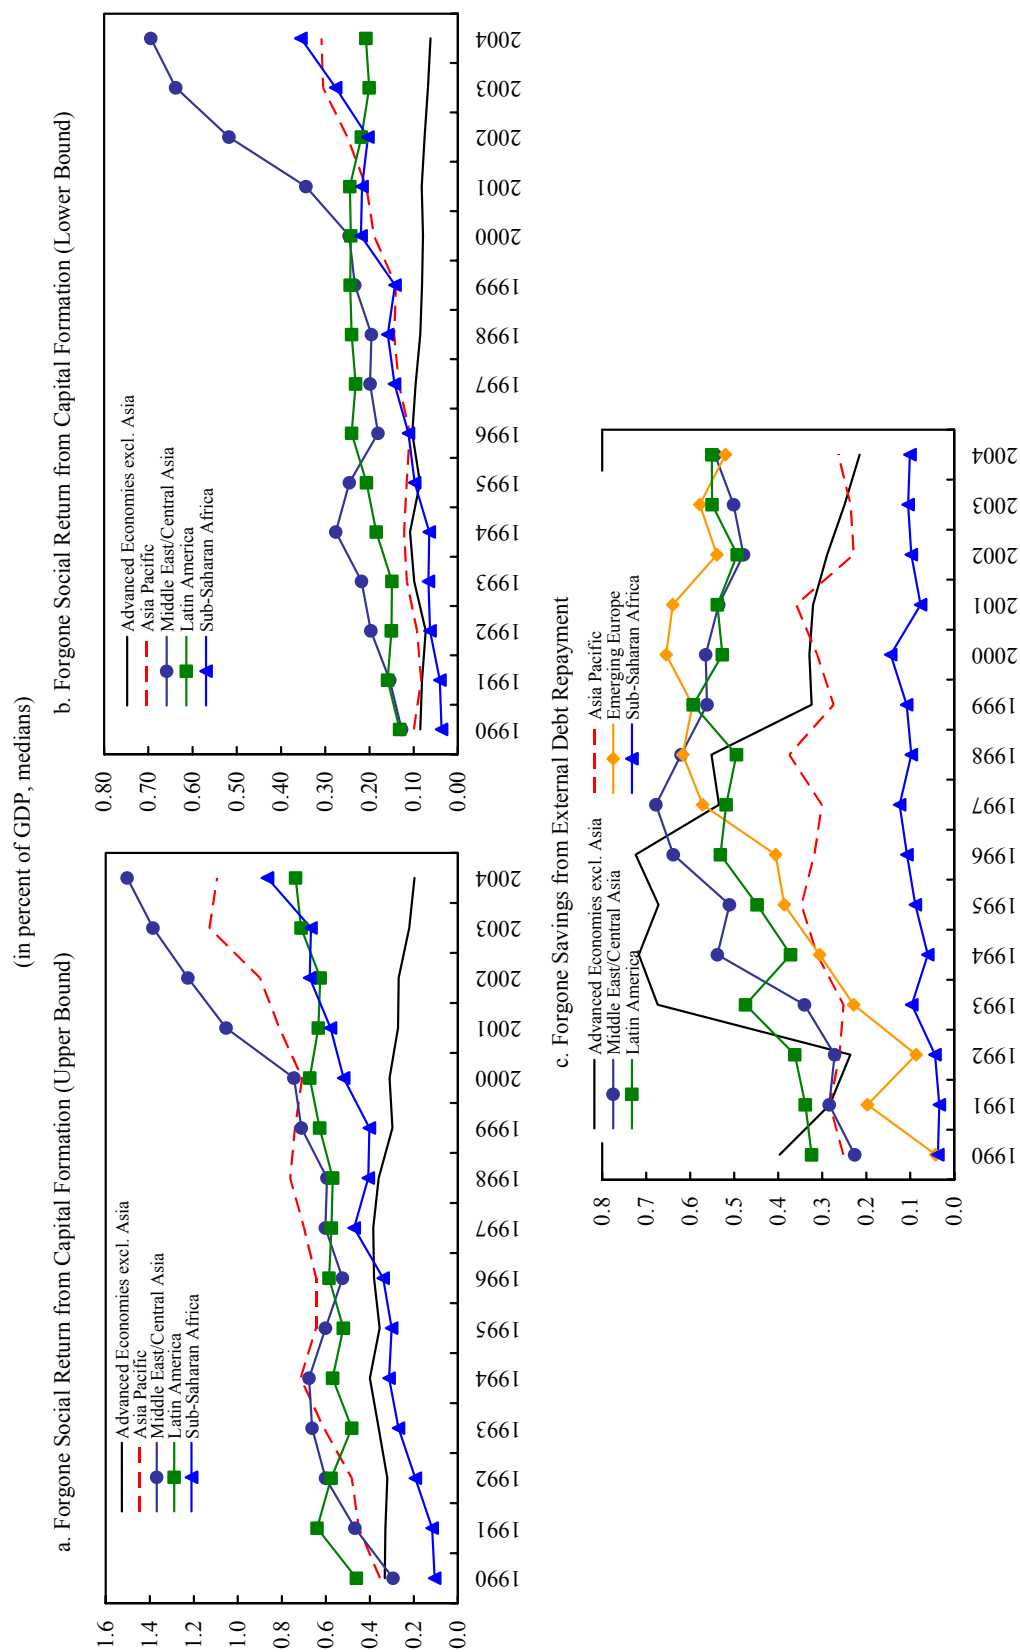 (in percent of GDP, medians)
a. Forgone Social Return from Capital Formation (Upper Bound)
1.6
1.4
1.2
1.0
0.8
0.6
0.4
0.2
0.0
Advanced Economies excl. Asia
Asia Pacific
Middle East/Central Asia
Latin America
Sub-Saharan Africa
1990 1991 1992 1993 1994 1995 1996 1997 1998 1999 2000 2001 2002 2003 2004
b. Forgone Social Return from Capital Formation (Lower Bound)
0.80
0.70
0.60
0.50
0.40
0.30
0.20
0.10
0.00
Advanced Economies excl. Asia
Asia Pacific
Middle East/Central Asia
Latin America
Sub-Saharan Africa
1990 1991 1992 1993 1994 1995 1996 1997 1998 1999 2000 2001 2002 2003 2004
c. Forgone Savings from External Debt Repayment
0.8
0.7
0.6
0.5
0.4
0.3
0.2
0.1
0.0
Advanced Economies excl. Asia Asia Pacific
Middle East/Central Asia Emerging Europe
Latin America Sub-Saharan Africa
1990 1991 1992 1993 1994 1995 1996 1997 1998 1999 2000 2001 2002 2003 2004